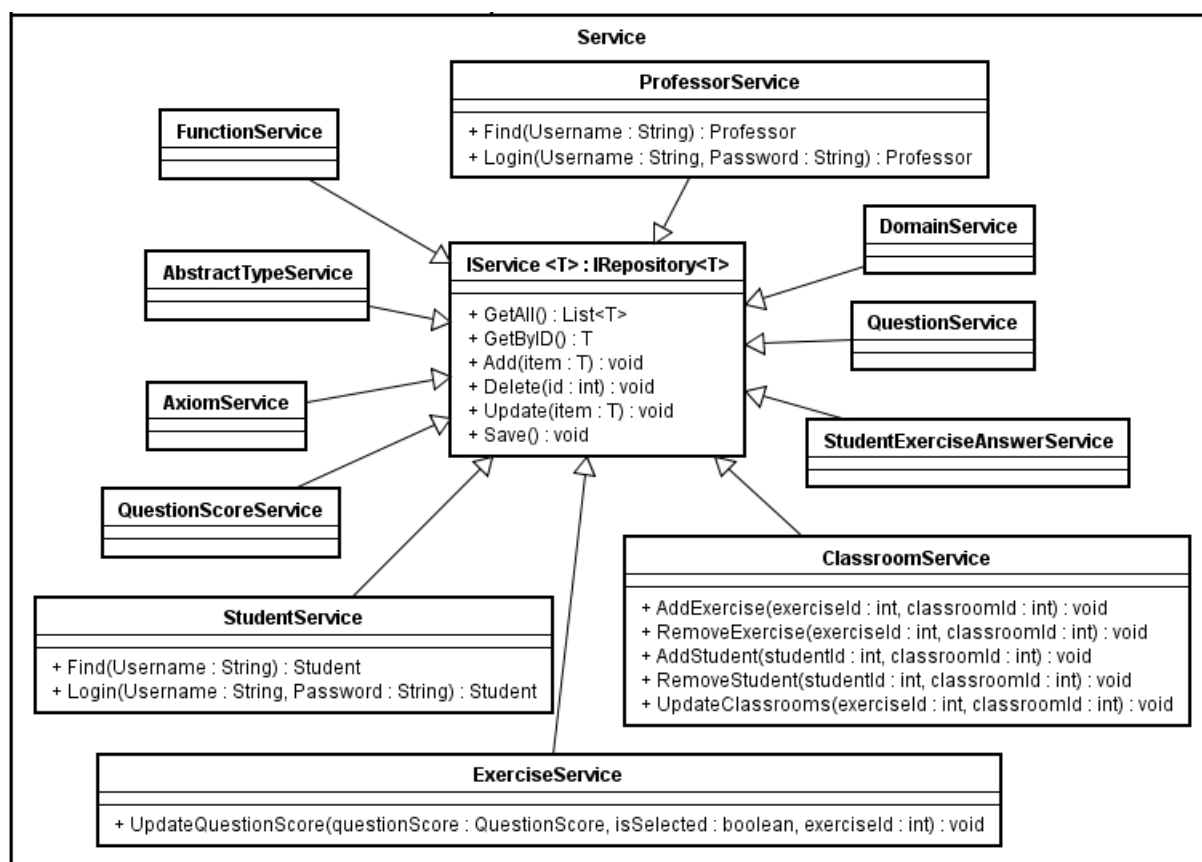 Service
ProfessorService
+ Find(Username : String) : Professor
+ Login(Username : String, Password : String) : Professor
FunctionService
AbstractTypeService
AxiomService
QuestionScoreService
IService <T> : IRepository<T>
+ GetAll() : List<T>
+ GetByID() : T
+ Add(item : T) : void
+ Delete(id : int) : void
+ Update(item : T) : void
+ Save() : void
DomainService
QuestionService
StudentExerciseAnswerService
StudentService
+ Find(Username : String) : Student
+ Login(Username : String, Password : String) : Student
ClassroomService
+ AddExercise(exerciseId : int, classroomId : int) : void
+ RemoveExercise(exerciseId : int, classroomId : int) : void
+ AddStudent(studentId : int, classroomId : int) : void
+ RemoveStudent(studentId : int, classroomId : int) : void
+ UpdateClassrooms(exerciseId : int, classroomId : int) : void
ExerciseService
+ UpdateQuestionScore(questionScore : QuestionScore, isSelected : boolean, exerciseId : int) : void